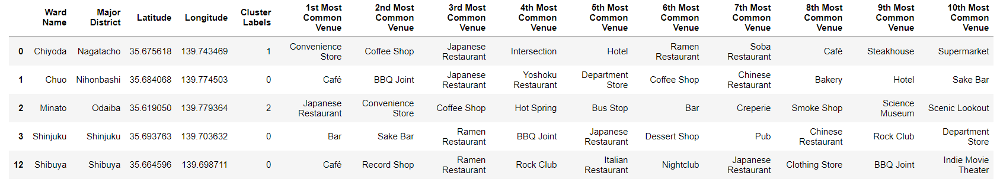 Ward Name Major District Latitude Longitude Cluster Labels 1st Most Common Venue 2nd Most Common Venue 3rd Most Common Venue 4th Most Common Venue 5th Most Common Venue 6th Most Common Venue 7th Most Common Venue 8th Most Common Venue 9th Most Common Venue 10th Most Common Venue
0 Chiyoda Nagatacho 35.675618 139.743469 1 Convenience Store Coffee Shop Japanese Restaurant Intersection Hotel Ramen Restaurant Soba Restaurant Café Steakhouse Supermarket
1 Chuo Nihonbashi 35.684068 139.774503 0 Café BBQ Joint Japanese Restaurant Yoshoku Restaurant Department Store Coffee Shop Chinese Restaurant Bakery Hotel Sake Bar
2 Minato Odaiba 35.619050 139.779364 2 Japanese Restaurant Convenience Store Coffee Shop Hot Spring Bus Stop Bar Creperie Smoke Shop Science Museum Scenic Lookout
3 Shinjuku Shinjuku 35.693763 139.703632 0 Bar Sake Bar Ramen Restaurant BBQ Joint Japanese Restaurant Dessert Shop Pub Chinese Restaurant Rock Club Department Store
12 Shibuya Shibuya 35.664596 139.698711 0 Café Record Shop Ramen Restaurant Rock Club Italian Restaurant Nightclub Japanese Restaurant Clothing Store BBQ Joint Indie Movie Theater